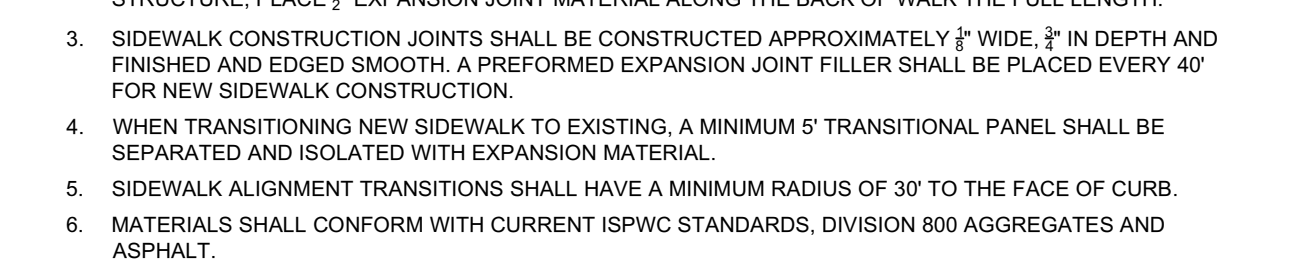 STRUCTURE, PLACE 2" EXPANSION JOINT MATERIAL ALONG THE BACK OF WALK THE FULL LENGTH.
3. SIDEWALK CONSTRUCTION JOINTS SHALL BE CONSTRUCTED APPROXIMATELY 1/8" WIDE, 3/4" IN DEPTH AND
FINISHED AND EDGED SMOOTH. A PREFORMED EXPANSION JOINT FILLER SHALL BE PLACED EVERY 40'
FOR NEW SIDEWALK CONSTRUCTION.
4. WHEN TRANSITIONING NEW SIDEWALK TO EXISTING, A MINIMUM 5' TRANSITIONAL PANEL SHALL BE
SEPARATED AND ISOLATED WITH EXPANSION MATERIAL.
5. SIDEWALK ALIGNMENT TRANSITIONS SHALL HAVE A MINIMUM RADIUS OF 30' TO THE FACE OF CURB.
6. MATERIALS SHALL CONFORM WITH CURRENT ISPWC STANDARDS, DIVISION 800 AGGREGATES AND
ASPHALT.